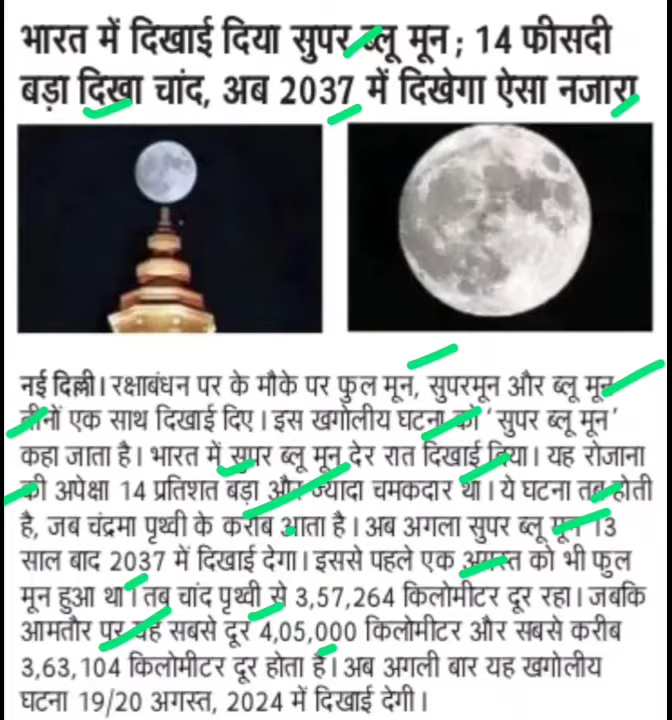 भारत में दिखाई दिया सुपर ब्लू मून ; 14 फीसदी
बड़ा दिखा चांद, अब 2037 में दिखेगा ऐसा नजारा
नई दिल्ली। रक्षाबंधन पर के मौके पर फुल मून, सुपरमून और ब्लू मून
तीनों एक साथ दिखाई दिए। इस खगोलीय घटना को 'सुपर ब्लू मून'
कहा जाता है। भारत में सुपर ब्लू मून देर रात दिखाई दिया। यह रोजाना
की अपेक्षा 14 प्रतिशत बड़ा और ज्यादा चमकदार था। ये घटना तब होती
है, जब चंद्रमा पृथ्वी के करीब आता है। अब अगला सुपर ब्लू मून 13
साल बाद 2037 में दिखाई देगा। इससे पहले एक अगस्त को भी फुल
मून हुआ था। तब चांद पृथ्वी से 3,57,264 किलोमीटर दूर रहा। जबकि
आमतौर पर यह सबसे दूर 4,05,000 किलोमीटर और सबसे करीब
3,63,104 किलोमीटर दूर होता है। अब अगली बार यह खगोलीय
घटना 19/20 अगस्त, 2024 में दिखाई देगी।